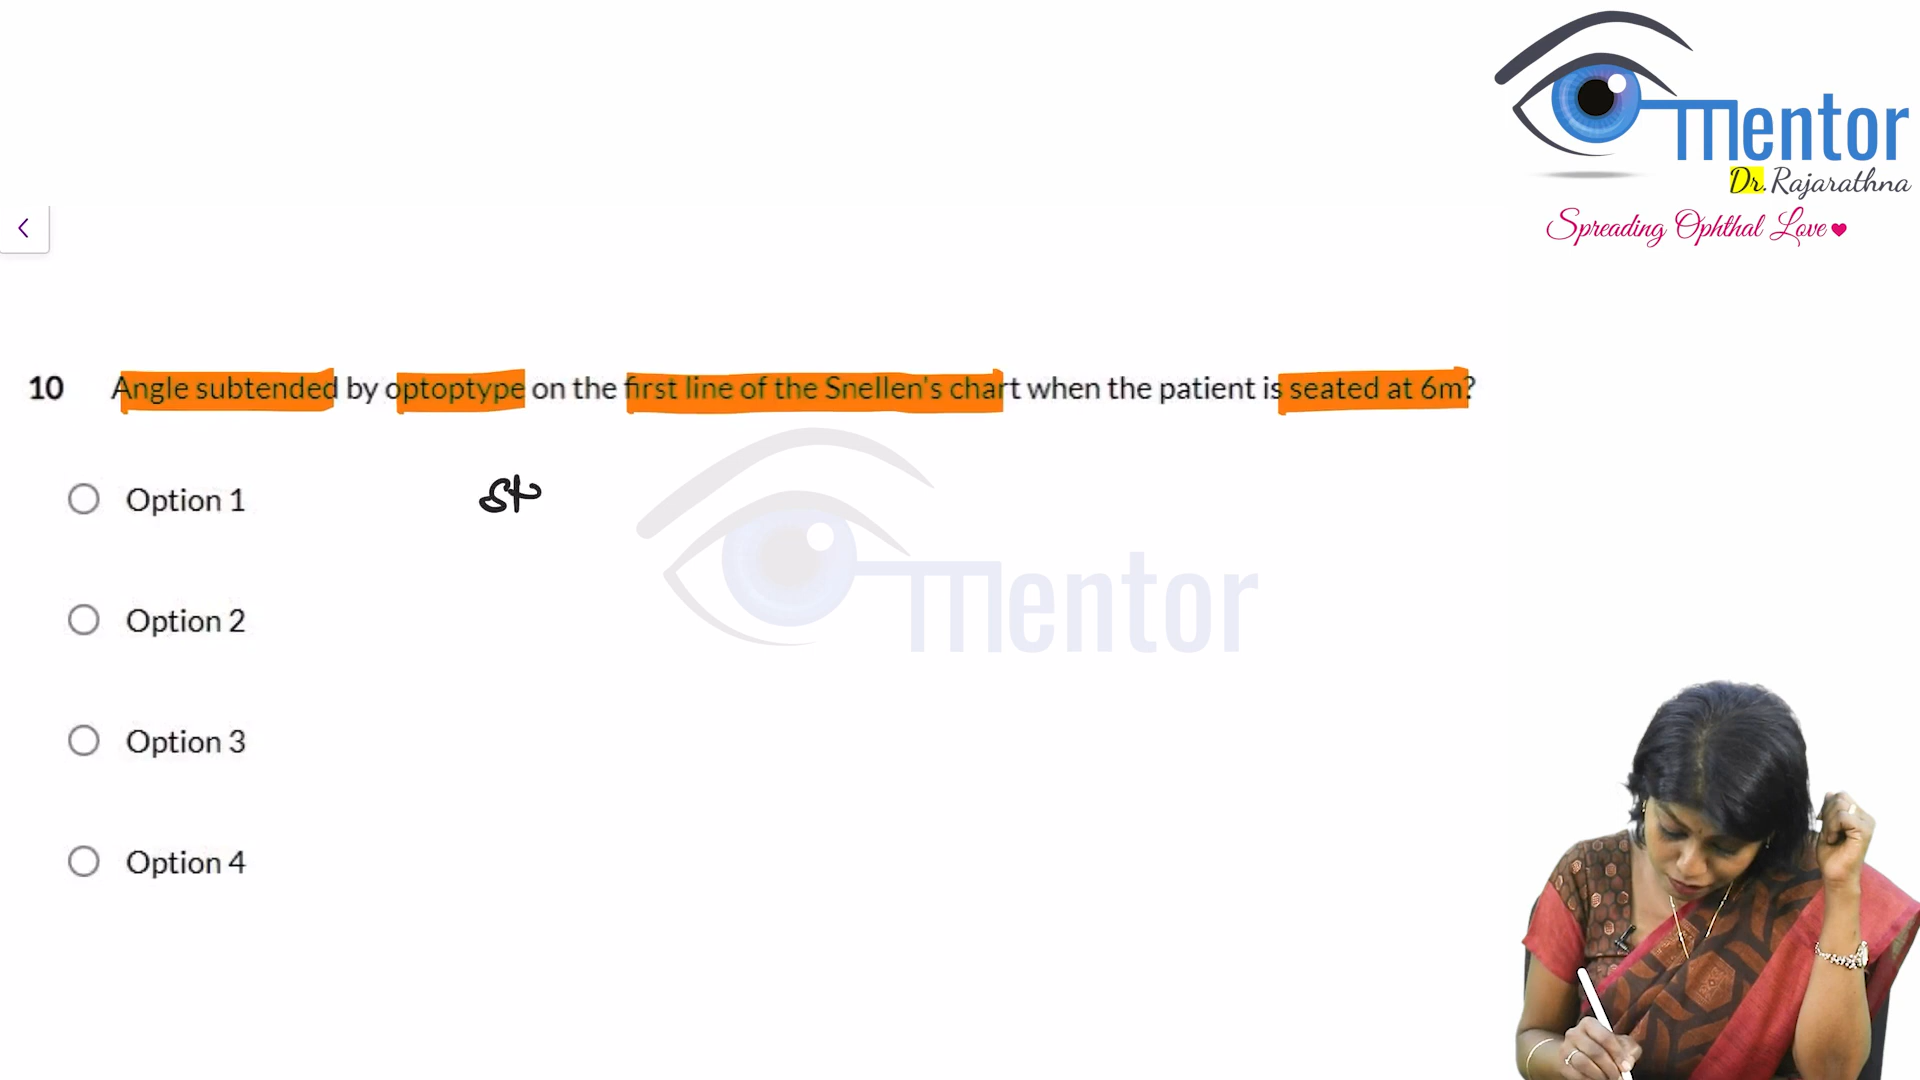 mentor
Dr. Rajarathna
Spreading Ophthal Love
10 Angle subtended by optoptype on the first line of the Snellen's chart when the patient is seated at 6m?
Option 1
Option 2
Option 3
Option 4
mentor